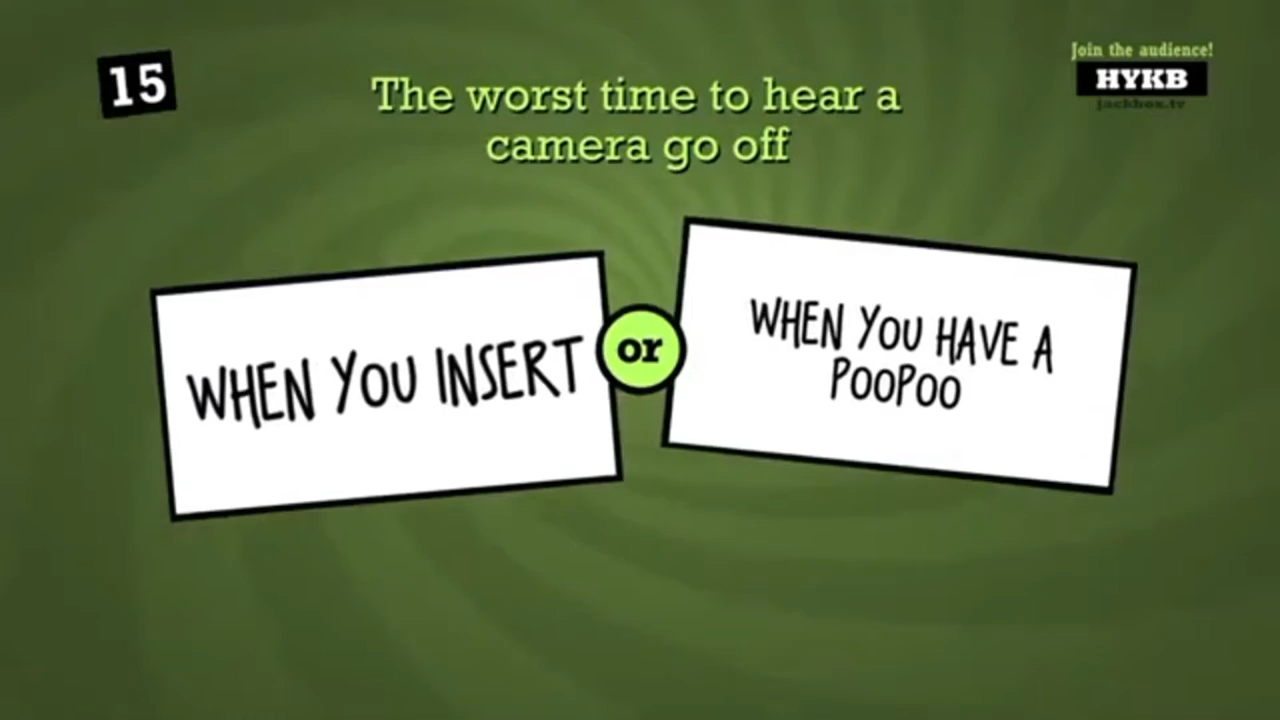 15
Join the audience!
HYKB
jackbox.tv
The worst time to hear a
camera go off
WHEN YOU INSERT
or
WHEN YOU HAVE A
POOPOO